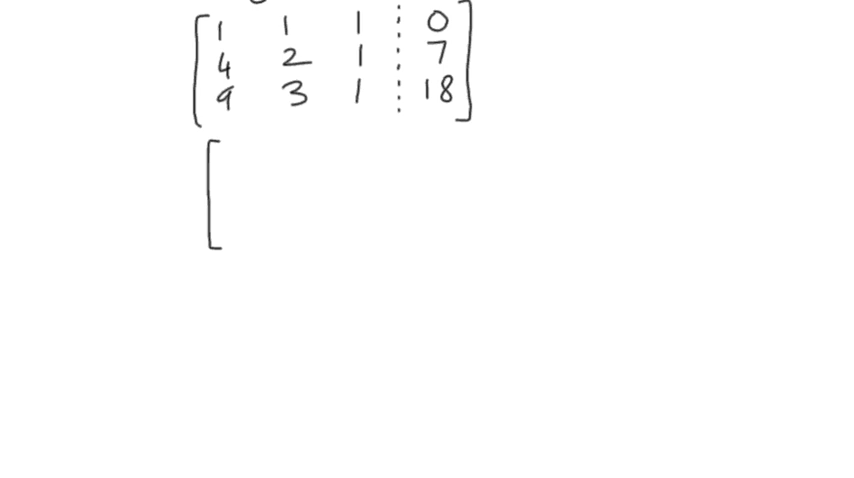 [1 1 1 ⋮ 0]
[4 2 1 ⋮ 7]
[9 3 1 ⋮ 18]
[